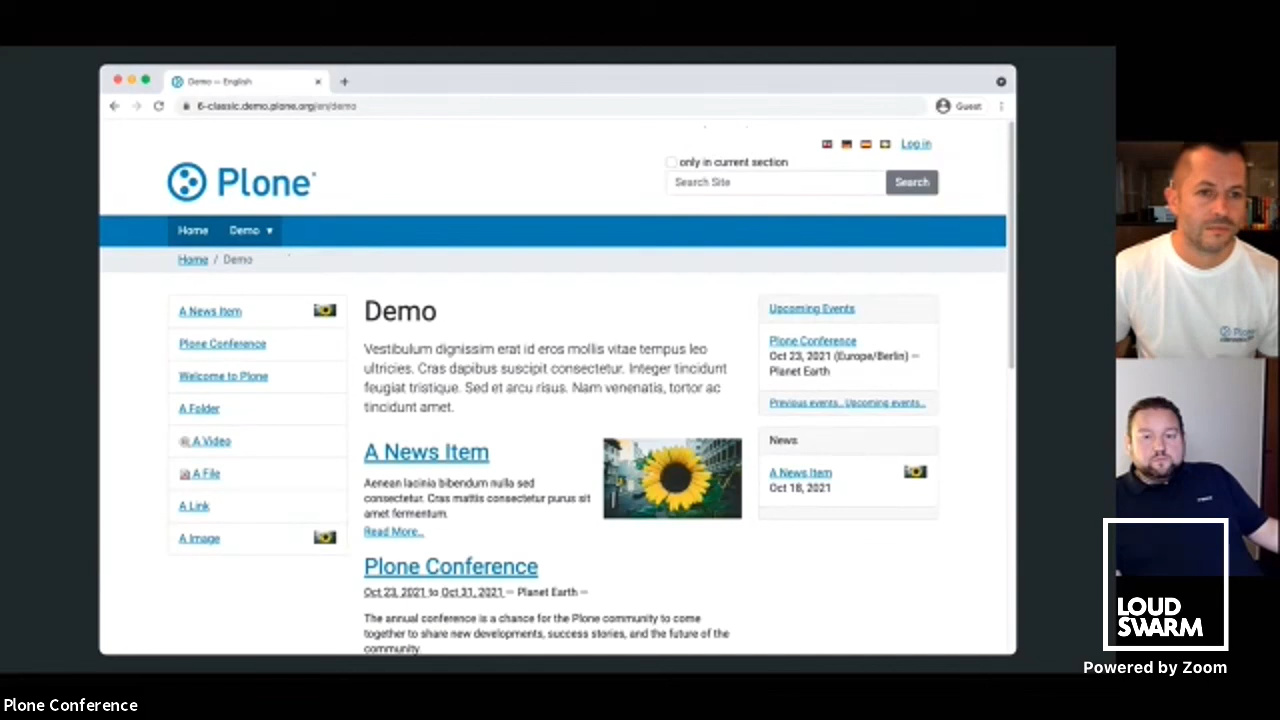 Demo — English
6-classic.demo.plone.org/en/demo
Guest
Log in
only in current section
Plone
Search Site
Search
Home
Demo ▼
Home / Demo
A News Item
Plone Conference
Welcome to Plone
A Folder
A Video
A File
A Link
A Image
Demo
Vestibulum dignissim erat id eros mollis vitae tempus leo
ultricies. Cras dapibus suscipit consectetur. Integer tincidunt
feugiat tristique. Sed et arcu risus. Nam venenatis, tortor ac
tincidunt amet.
A News Item
Aenean lacinia bibendum nulla sed
consectetur. Cras mattis consectetur purus sit
amet fermentum.
Read More…
Plone Conference
Oct 23, 2021 to Oct 31, 2021 — Planet Earth —
The annual conference is a chance for the Plone community to come
together to share new developments, success stories, and the future of the
community.
Upcoming Events
Plone Conference
Oct 23, 2021 (Europe/Berlin) —
Planet Earth
Previous events… Upcoming events…
News
A News Item
Oct 18, 2021
Plone
LOUD
SWARM
Powered by Zoom
Plone Conference